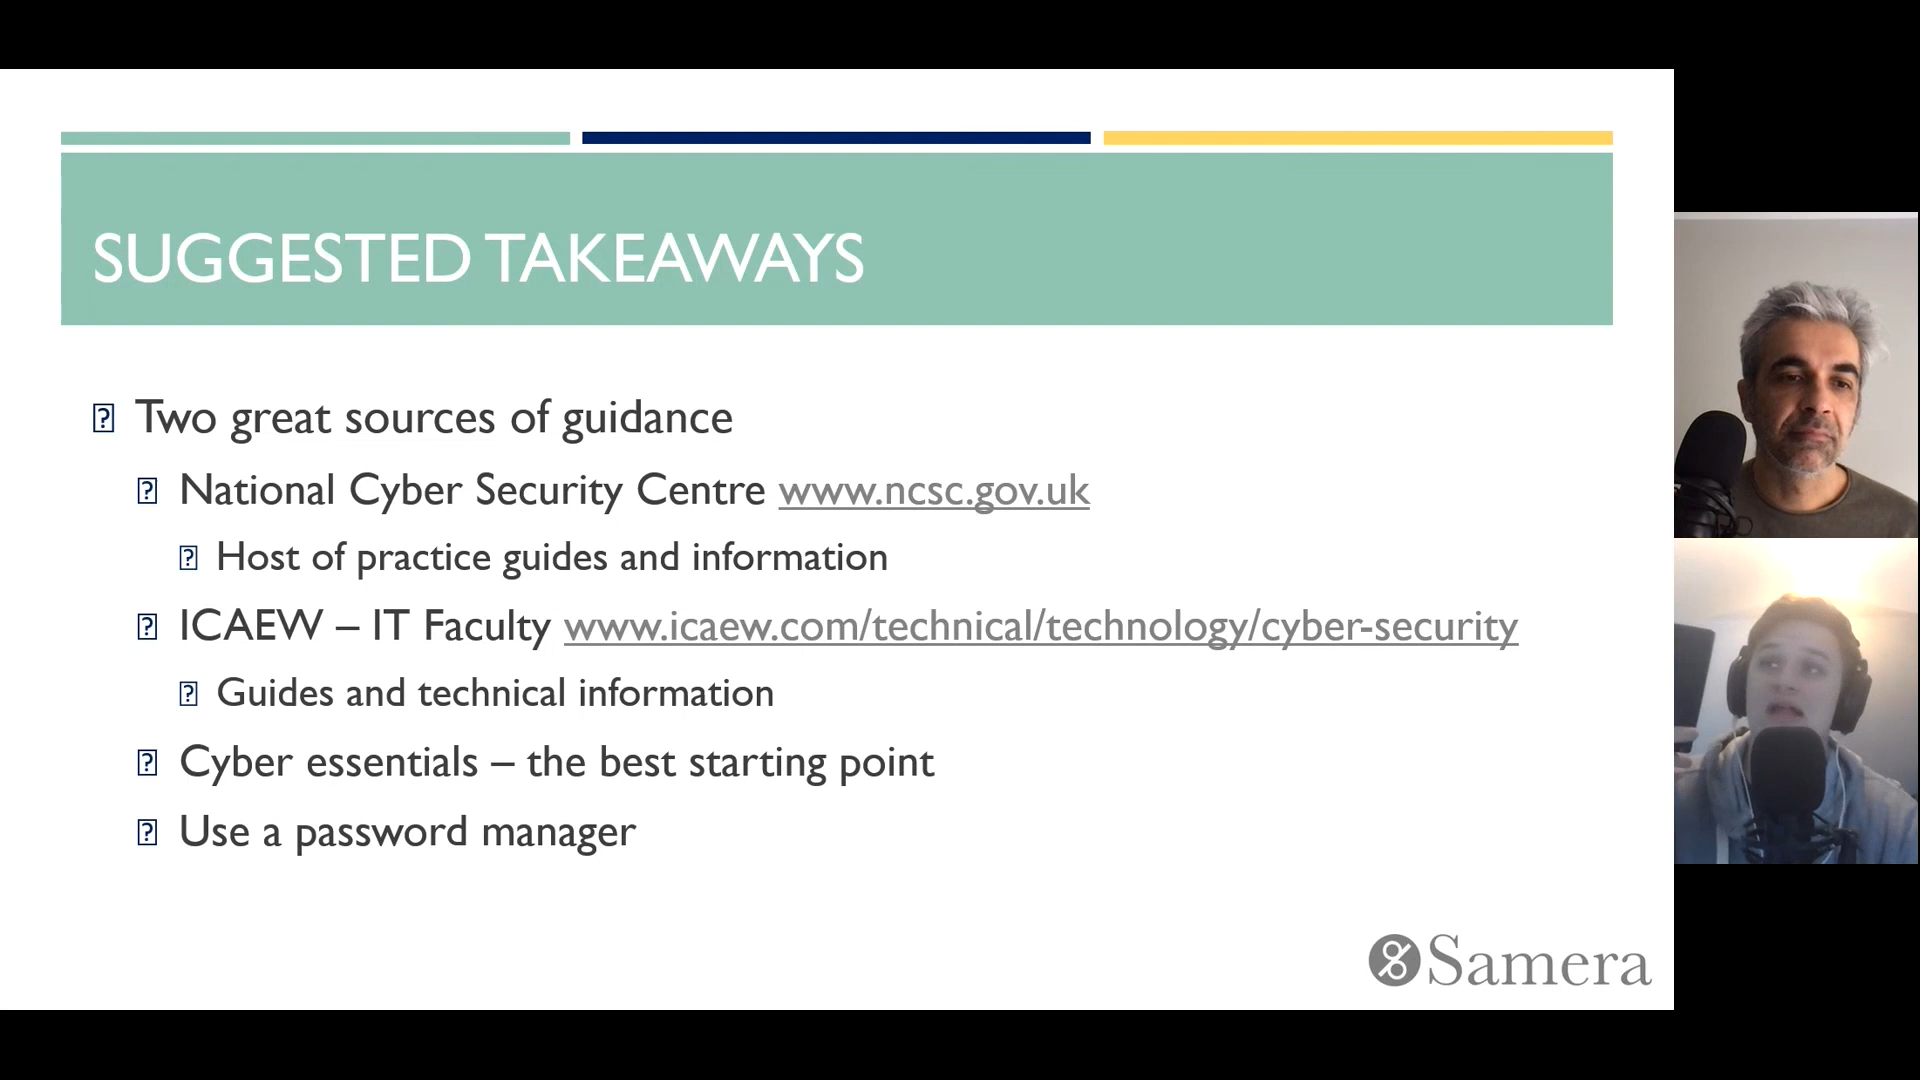 SUGGESTED TAKEAWAYS
Two great sources of guidance
National Cyber Security Centre www.ncsc.gov.uk
Host of practice guides and information
ICAEW – IT Faculty www.icaew.com/technical/technology/cyber-security
Guides and technical information
Cyber essentials – the best starting point
Use a password manager
Samera